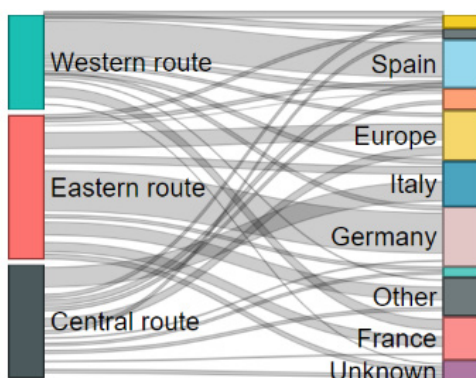 Western route
Eastern route
Central route
Spain
Europe
Italy
Germany
Other
France
Unknown